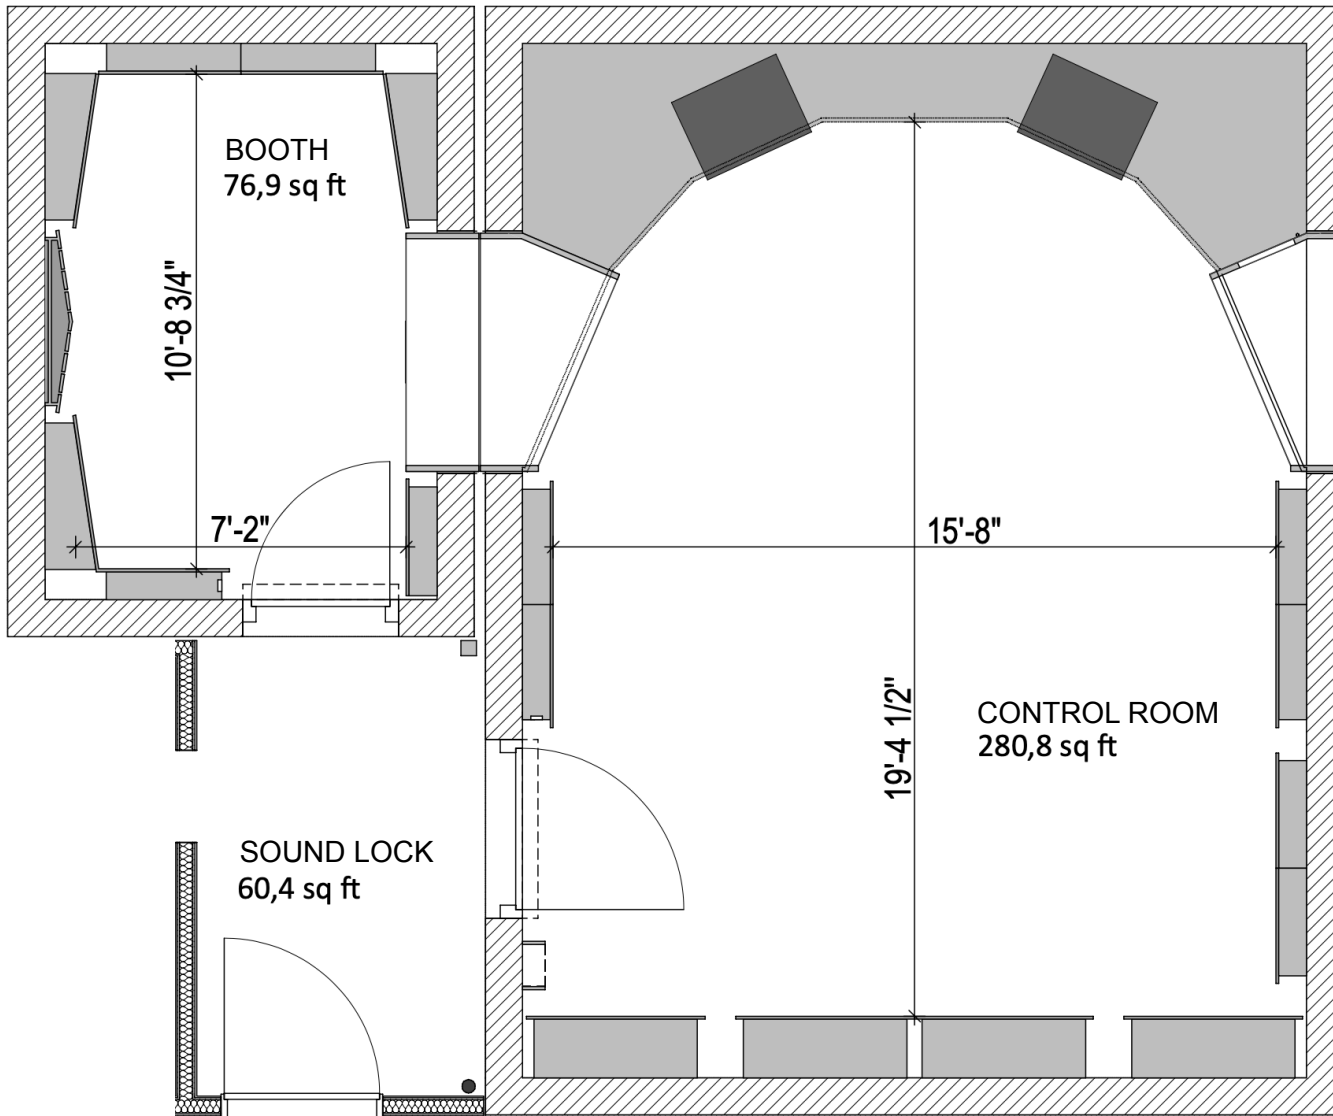 BOOTH
76,9 sq ft
10'-8 3/4"
7'-2"
15'-8"
19'-4 1/2"
CONTROL ROOM
280,8 sq ft
SOUND LOCK
60,4 sq ft